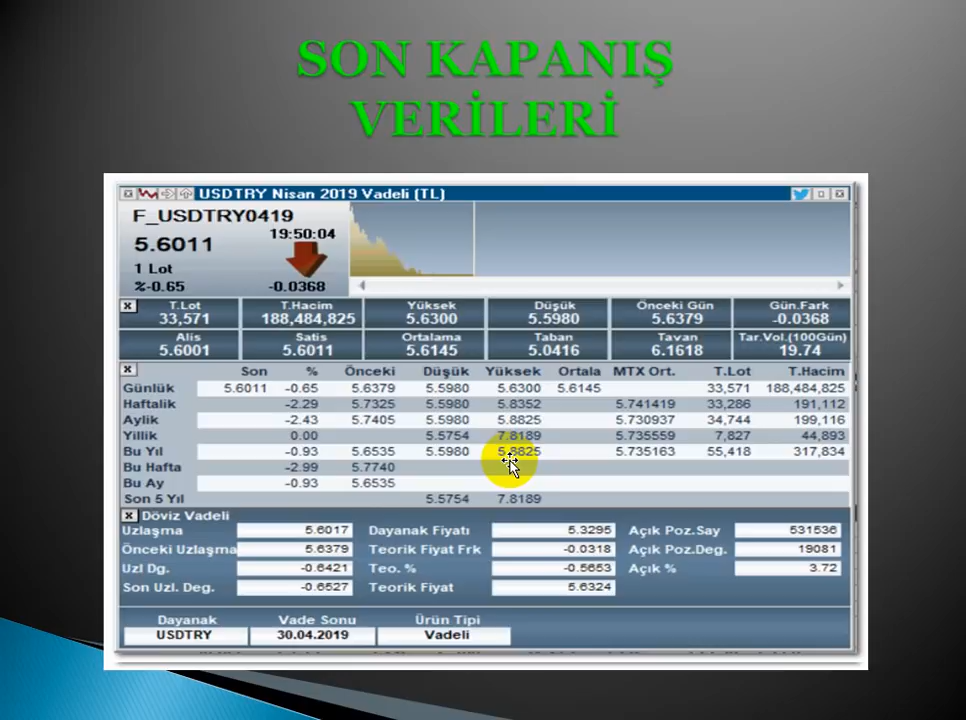 SON KAPANIŞ
VERİLERİ
USDTRY Nisan 2019 Vadeli (TL)
F_USDTRY0419
19:50:04
5.6011
1 Lot
%-0.65 -0.0368
T.Lot T.Hacim Yüksek Düşük Önceki Gün Gün.Fark
33,571 188,484,825 5.6300 5.5980 5.6379 -0.0368
Alis Satis Ortalama Taban Tavan Tar.Vol.(100Gün)
5.6001 5.6011 5.6145 5.0416 6.1618 19.74
Son % Önceki Düşük Yüksek Ortala MTX Ort. T.Lot T.Hacim
Günlük 5.6011 -0.65 5.6379 5.5980 5.6300 5.6145 33,571 188,484,825
Haftalik -2.29 5.7325 5.5980 5.8352 5.741419 33,286 191,112
Aylik -2.43 5.7405 5.5980 5.8825 5.730937 34,744 199,116
Yillik 0.00 5.5754 7.8189 5.735559 7,827 44,893
Bu Yıl -0.93 5.6535 5.5980 5.8825 5.735163 55,418 317,834
Bu Hafta -2.99 5.7740
Bu Ay -0.93 5.6535
Son 5 Yıl 5.5754 7.8189
Döviz Vadeli
Uzlaşma 5.6017 Dayanak Fiyatı 5.3295 Açık Poz.Say 531536
Önceki Uzlaşma 5.6379 Teorik Fiyat Frk -0.0318 Açık Poz.Deg. 19081
Uzl Dg. -0.6421 Teo. % -0.5653 Açık % 3.72
Son Uzl. Deg. -0.6527 Teorik Fiyat 5.6324
Dayanak Vade Sonu Ürün Tipi
USDTRY 30.04.2019 Vadeli